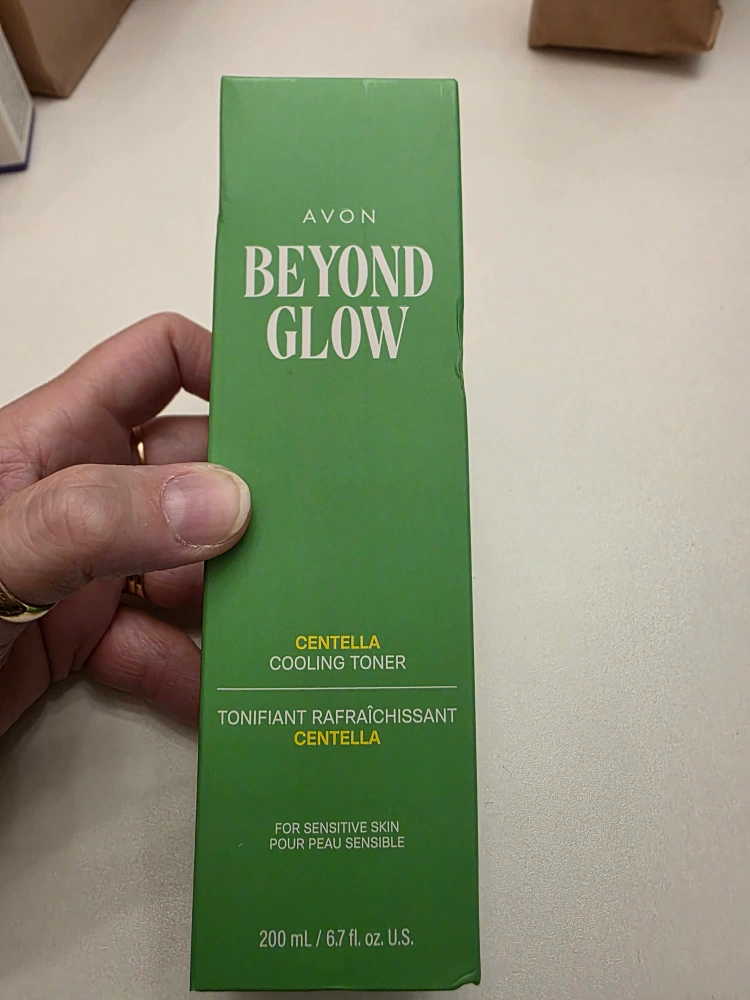 AVON
BEYOND
GLOW
CENTELLA
COOLING TONER
TONIFIANT RAFRAÎCHISSANT
CENTELLA
FOR SENSITIVE SKIN
POUR PEAU SENSIBLE
200 mL / 6.7 fl. oz. U.S.